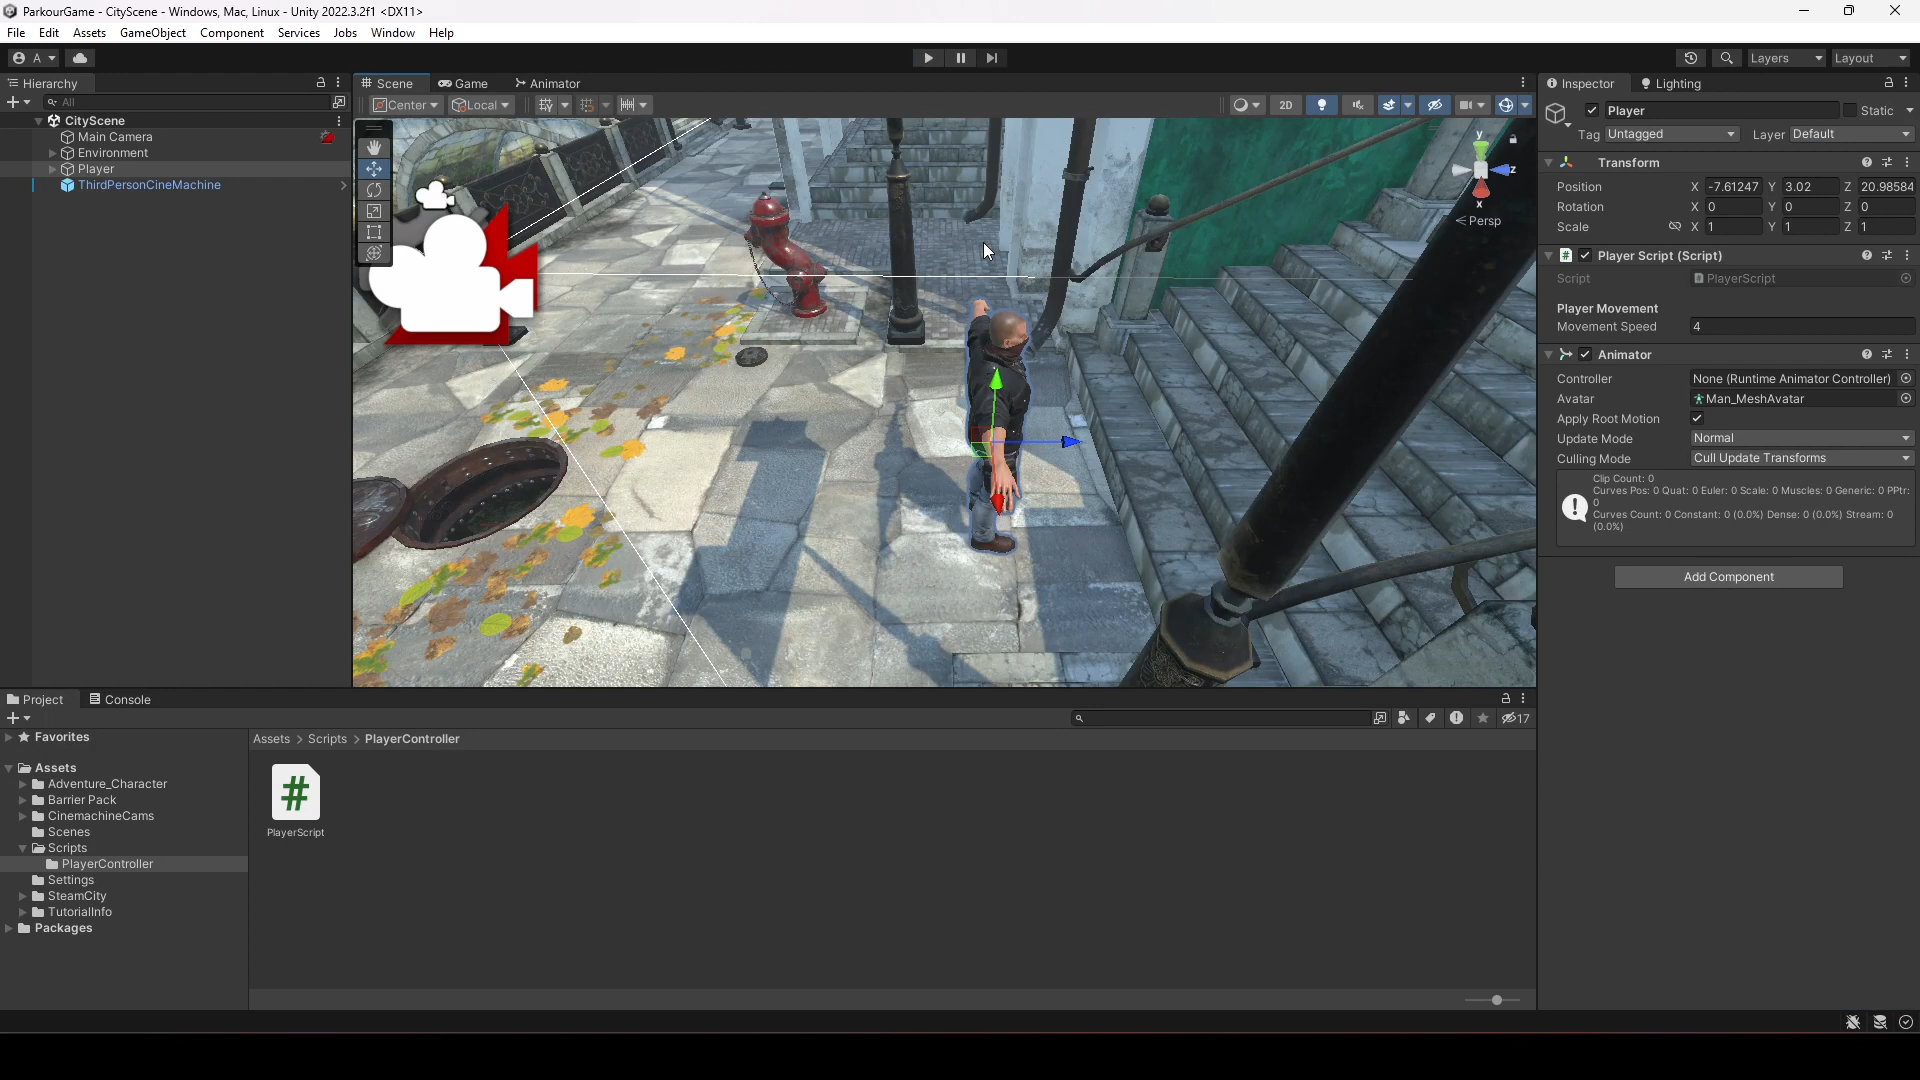 ParkourGame - CityScene - Windows, Mac, Linux - Unity 2022.3.2f1 <DX11>
File Edit Assets GameObject Component Services Jobs Window Help
A
Layers Layout
Hierarchy
Scene Game Animator
Inspector Lighting
All
Center Local
2D
Player Static
Tag Untagged Layer Default
CityScene
Main Camera
Environment
Player
ThirdPersonCineMachine
y
z
x
Persp
Transform
Position X -7.61247 Y 3.02 Z 20.98584
Rotation X 0 Y 0 Z 0
Scale X 1 Y 1 Z 1
Player Script (Script)
Script PlayerScript
Player Movement
Movement Speed 4
Animator
Controller None (Runtime Animator Controller)
Avatar Man_MeshAvatar
Apply Root Motion
Update Mode Normal
Culling Mode Cull Update Transforms
Clip Count: 0
Curves Pos: 0 Quat: 0 Euler: 0 Scale: 0 Muscles: 0 Generic: 0 PPtr:
0
Curves Count: 0 Constant: 0 (0.0%) Dense: 0 (0.0%) Stream: 0
(0.0%)
Add Component
Project Console
17
Favorites
Assets
Adventure_Character
Barrier Pack
CinemachineCams
Scenes
Scripts
PlayerController
Settings
SteamCity
TutorialInfo
Packages
Assets > Scripts > PlayerController
#
PlayerScript